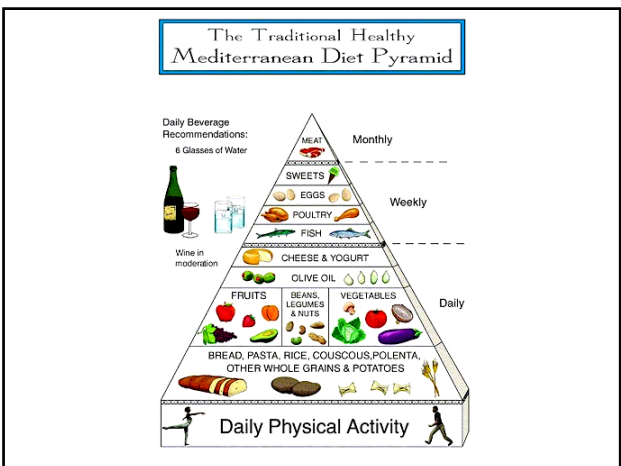 The Traditional Healthy
Mediterranean Diet Pyramid
Daily Beverage
Recommendations:
6 Glasses of Water
Wine in
moderation
MEAT
Monthly
SWEETS
EGGS
POULTRY
FISH
Weekly
CHEESE & YOGURT
OLIVE OIL
FRUITS
BEANS,
LEGUMES
& NUTS
VEGETABLES
Daily
BREAD, PASTA, RICE, COUSCOUS,POLENTA,
OTHER WHOLE GRAINS & POTATOES
Daily Physical Activity